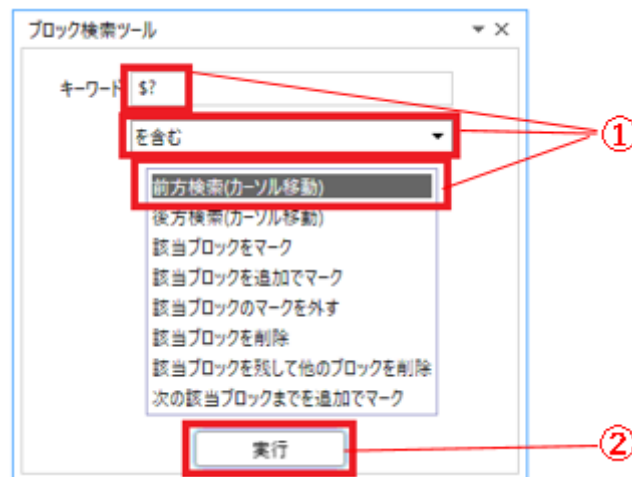 ブロック検索ツール
キーワード $?
を含む
①
前方検索(カーソル移動)
後方検索(カーソル移動)
該当ブロックをマーク
該当ブロックを追加でマーク
該当ブロックのマークを外す
該当ブロックを削除
該当ブロックを残して他のブロックを削除
次の該当ブロックまでを追加でマーク
実行
②